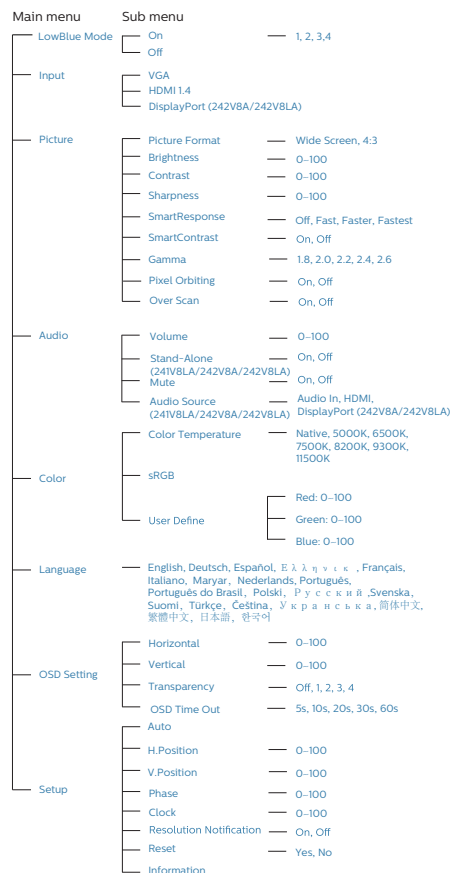 Main menu Sub menu
LowBlue Mode On 1, 2, 3,4
Off
Input VGA
HDMI 1.4
DisplayPort (242V8A/242V8LA)
Picture Picture Format Wide Screen, 4:3
Brightness 0–100
Contrast 0–100
Sharpness 0–100
SmartResponse Off, Fast, Faster, Fastest
SmartContrast On, Off
Gamma 1.8, 2.0, 2.2, 2.4, 2.6
Pixel Orbiting On, Off
Over Scan On, Off
Audio Volume 0–100
Stand-Alone On, Off
(241V8LA/242V8A/242V8LA)
Mute On, Off
Audio Source Audio In, HDMI,
(241V8LA/242V8A/242V8LA) DisplayPort (242V8A/242V8LA)
Color Temperature Native, 5000K, 6500K,
7500K, 8200K, 9300K,
11500K
Color sRGB
User Define Red: 0–100
Green: 0–100
Blue: 0–100
Language English, Deutsch, Español, Ελληνικ, Français,
Italiano, Maryar, Nederlands, Português,
Português do Brasil, Polski, Русский ,Svenska,
Suomi, Türkçe, Čeština, Українська, 简体中文,
繁體中文, 日本語, 한국어
OSD Setting Horizontal 0–100
Vertical 0–100
Transparency Off, 1, 2, 3, 4
OSD Time Out 5s, 10s, 20s, 30s, 60s
Setup Auto
H.Position 0–100
V.Position 0–100
Phase 0–100
Clock 0–100
Resolution Notification On, Off
Reset Yes, No
Information